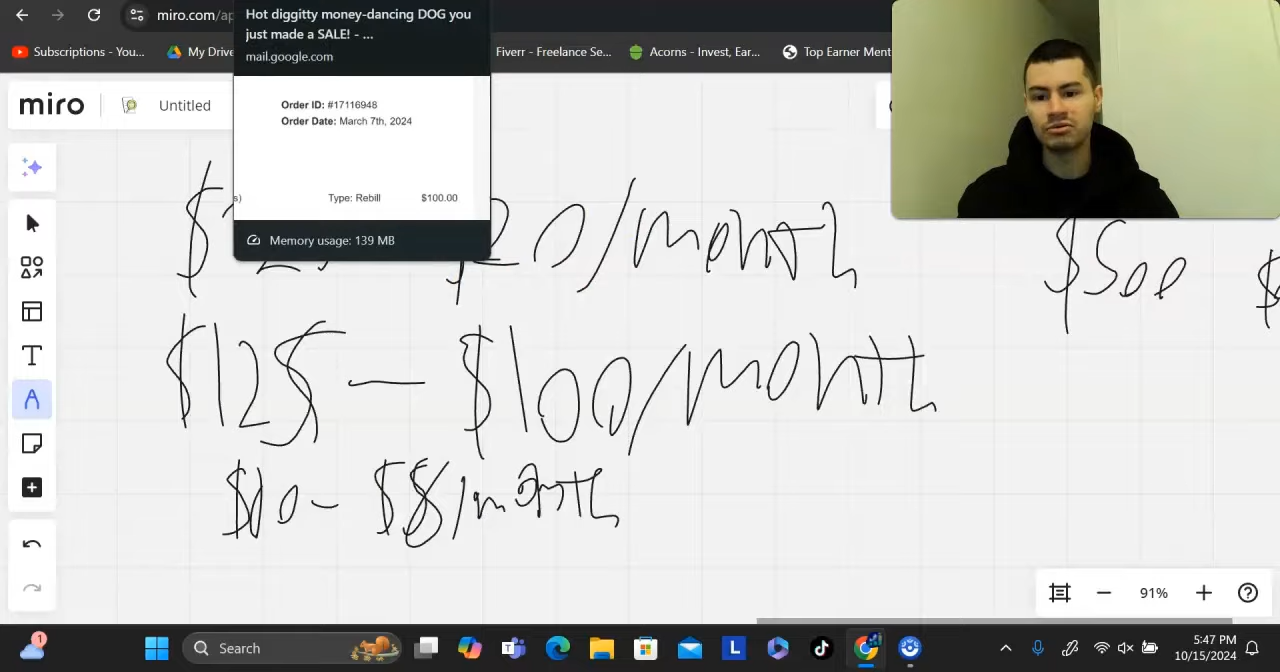 miro.com/ap
Hot diggitty money-dancing DOG you
just made a SALE! - ...
mail.google.com
Subscriptions - You...
My Drive
Fiverr - Freelance Se...
Acorns - Invest, Ear...
Top Earner Ment
miro
Untitled
Order ID: #17116948
Order Date: March 7th, 2024
s)
Type: Rebill
$100.00
Memory usage: 139 MB
$20/month
$500
$125 - $100/month
$10 - $8/month
91%
1
Search
5:47 PM
10/15/2024